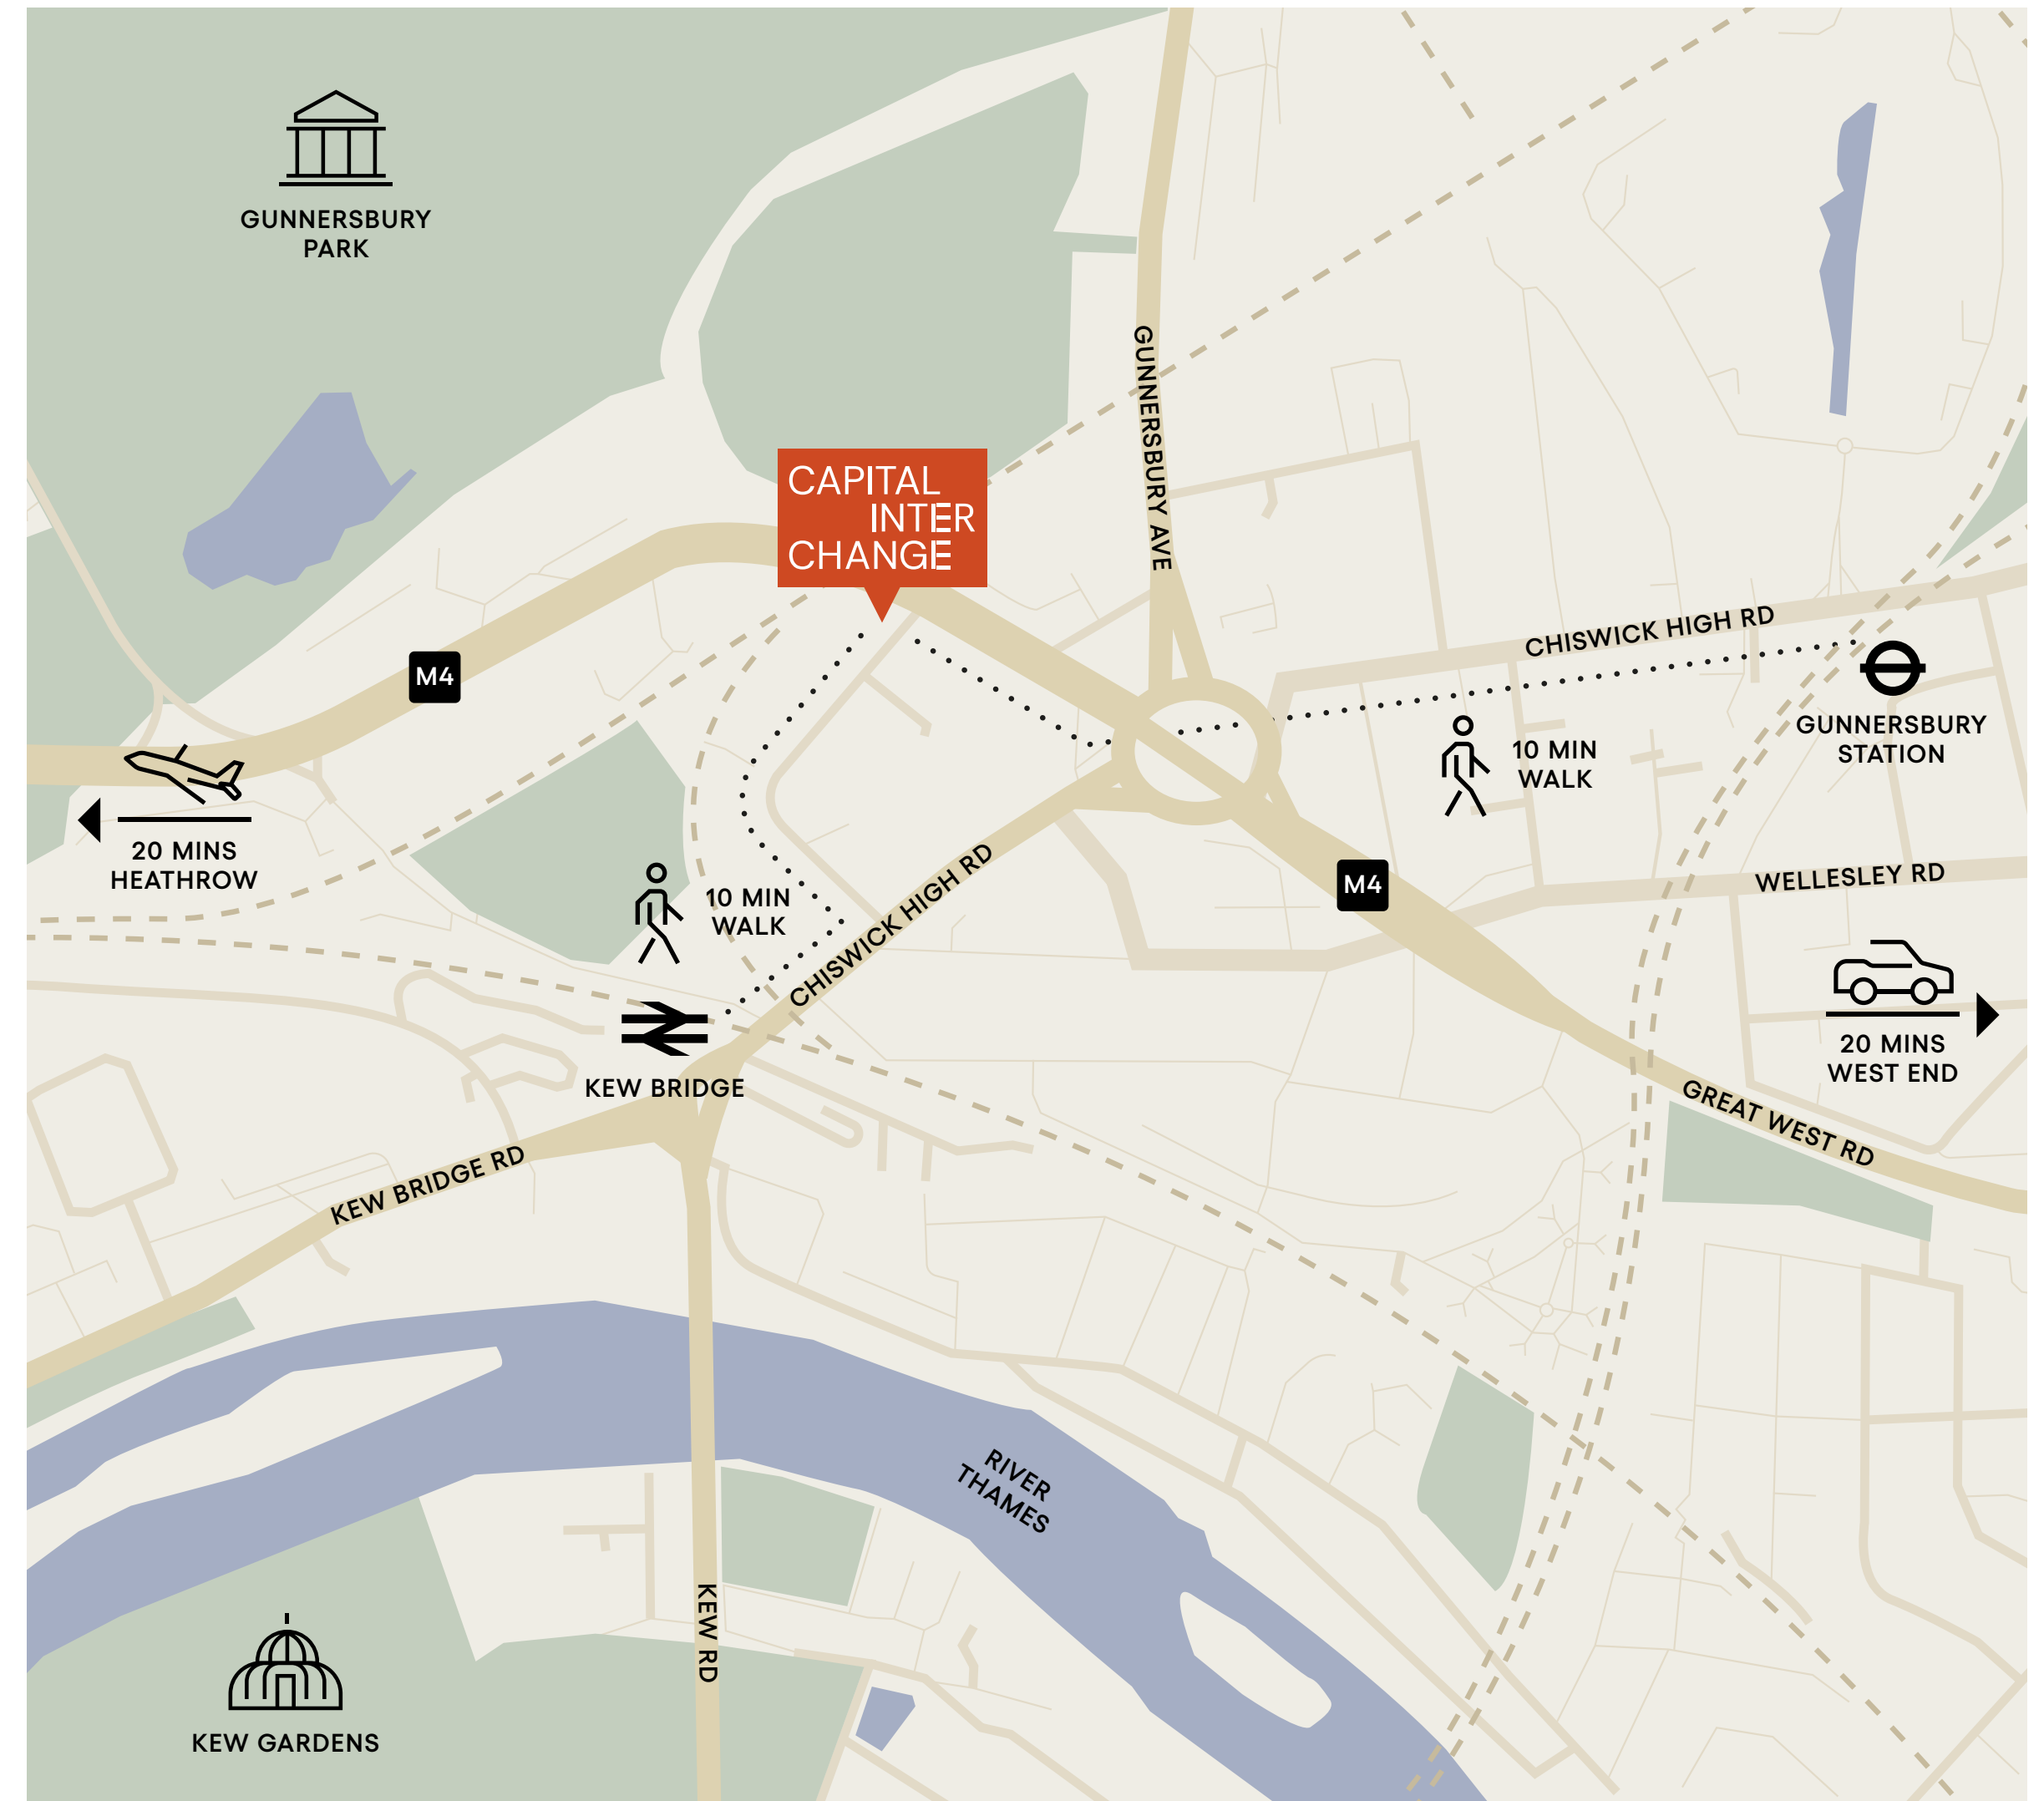 GUNNERSBURY
PARK
GUNNERSBURY AVE
CAPITAL
INTER
CHANGE
M4
CHISWICK HIGH RD
GUNNERSBURY
STATION
10 MIN
WALK
20 MINS
HEATHROW
M4
WELLESLEY RD
10 MIN
WALK
CHISWICK HIGH RD
20 MINS
WEST END
KEW BRIDGE
GREAT WEST RD
KEW BRIDGE RD
RIVER
THAMES
KEW RD
KEW GARDENS